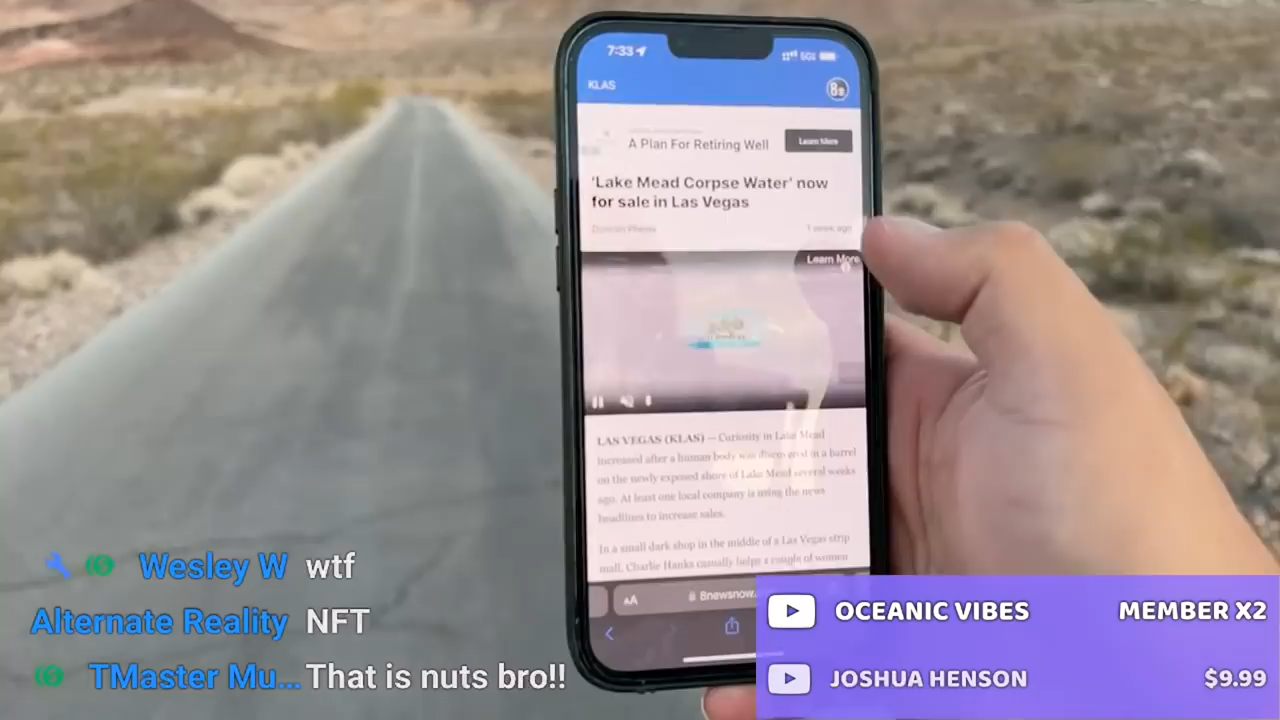 7:33
5G
KLAS
8
A Plan For Retiring Well
Learn More
'Lake Mead Corpse Water' now
for sale in Las Vegas
1 week ago
Learn More
LAS VEGAS (KLAS) — Curiosity in Lake Mead
increased after a human body was discovered in a barrel
on the newly exposed shore of Lake Mead several weeks
ago. At least one local company is using the news
headlines to increase sales.
In a small dark shop in the middle of a Las Vegas strip
mall, Charlie Hanks casually helps a couple of women
AA
8newsnow.
Wesley W wtf
Alternate Reality NFT
TMaster Mu... That is nuts bro!!
OCEANIC VIBES MEMBER X2
JOSHUA HENSON $9.99